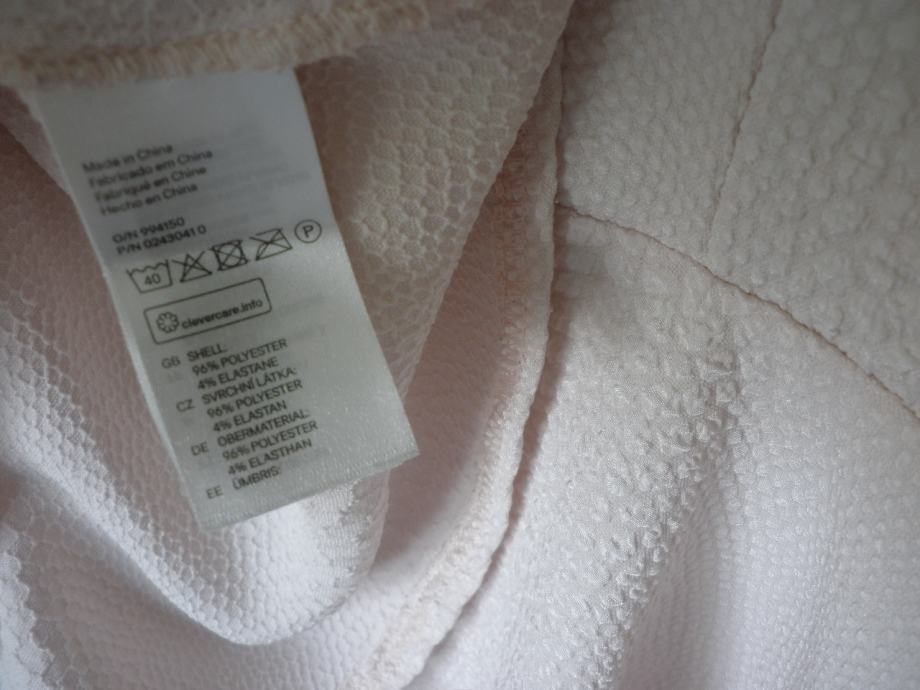 Made in China
Fabricado em China
Fabriqué en China
Hecho en China
O/N 994150
P/N 02430410
40 P
clevercare.info
GB SHELL:
96% POLYESTER
4% ELASTANE
CZ SVRCHNÍ LÁTKA:
96% POLYESTER
4% ELASTAN
DE OBERMATERIAL:
96% POLYESTER
4% ELASTHAN
EE ÜMBRIS: